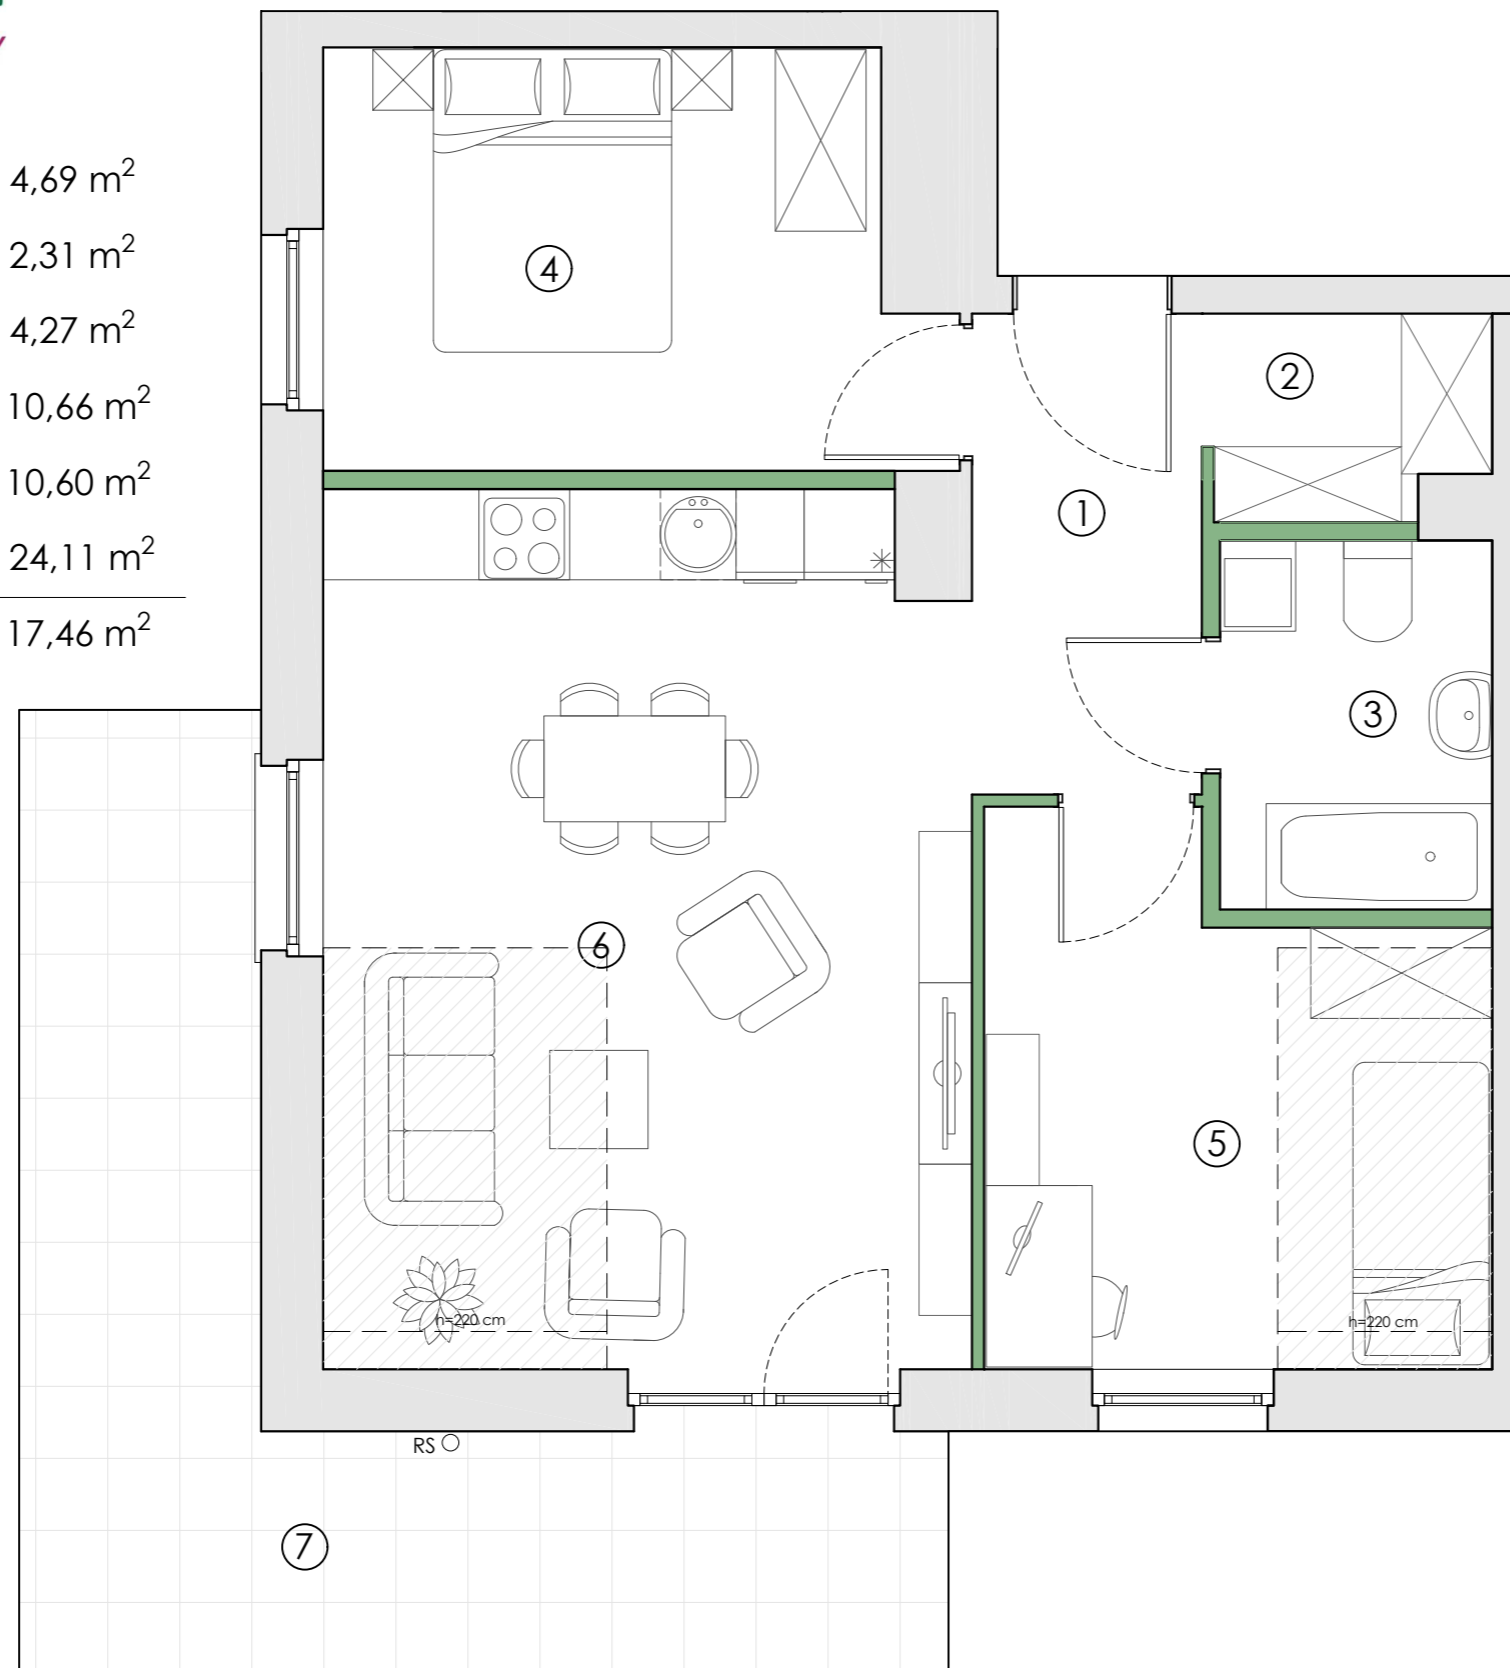 4,69 m²
2,31 m²
4,27 m²
10,66 m²
10,60 m²
24,11 m²
17,46 m²
4
2
1
3
6
5
h=220 cm
h=220 cm
RS
7